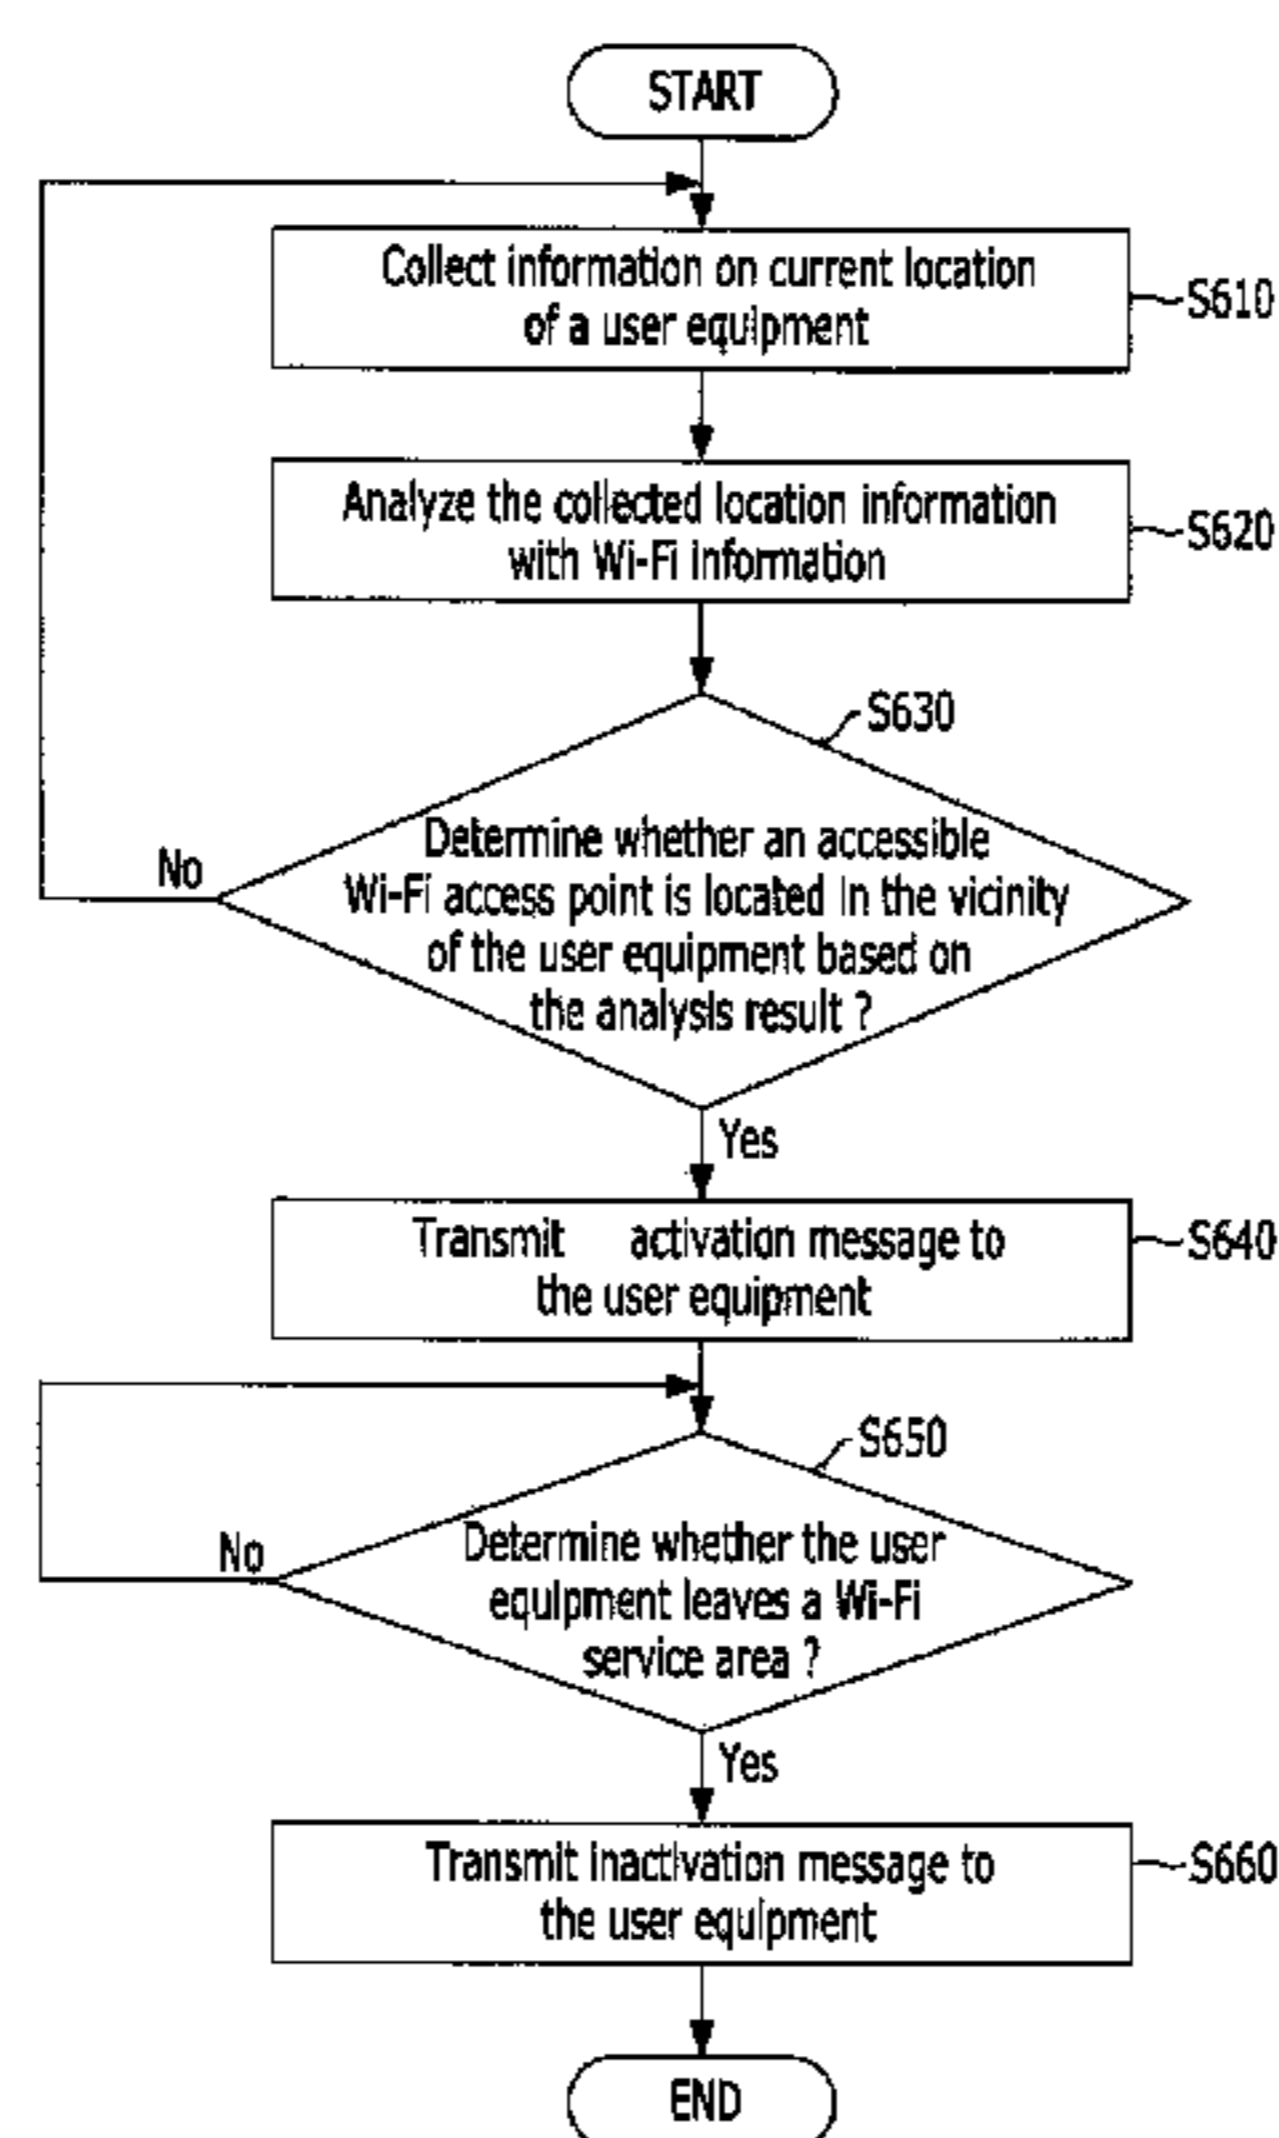 START
Collect information on current location
of a user equipment
S610
Analyze the collected location information
with Wi-Fi information
S620
S630
Determine whether an accessible
Wi-Fi access point is located in the vicinity
of the user equipment based on
the analysis result ?
No
Yes
Transmit activation message to
the user equipment
S640
S650
Determine whether the user
equipment leaves a Wi-Fi
service area ?
No
Yes
Transmit inactivation message to
the user equipment
S660
END